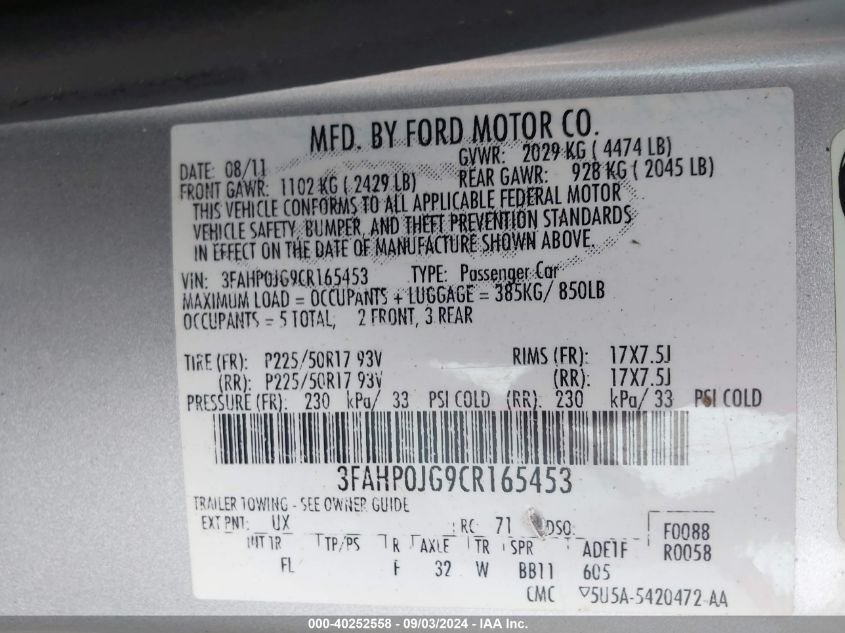 MFD. BY FORD MOTOR CO.
DATE: 08/11 GVWR: 2029 KG ( 4474 LB)
FRONT GAWR: 1102 KG ( 2429 LB) REAR GAWR: 928 KG ( 2045 LB)
THIS VEHICLE CONFORMS TO ALL APPLICABLE FEDERAL MOTOR
VEHICLE SAFETY, BUMPER, AND THEFT PREVENTION STANDARDS
IN EFFECT ON THE DATE OF MANUFACTURE SHOWN ABOVE.
VIN: 3FAHP0JG9CR165453 TYPE: Passenger Car
MAXIMUM LOAD = OCCUPANTS + LUGGAGE = 385KG/ 850LB
OCCUPANTS = 5 TOTAL, 2 FRONT, 3 REAR
TIRE (FR): P225/50R17 93V RIMS (FR): 17X7.5J
(RR): P225/50R17 93V (RR): 17X7.5J
PRESSURE (FR): 230 kPa/ 33 PSI COLD (RR): 230 kPa/ 33 PSI COLD
3FAHP0JG9CR165453
TRAILER TOWING - SEE OWNER GUIDE
EXT PNT: UX RC: 71 DSO: F0088
INT TR TP/PS R AXLE TR SPR ADE1F R0058
FL F 32 W BB11 605
CMC ▽5U5A-5420472-AA
000-40252558 - 09/03/2024 - IAAI Inc.